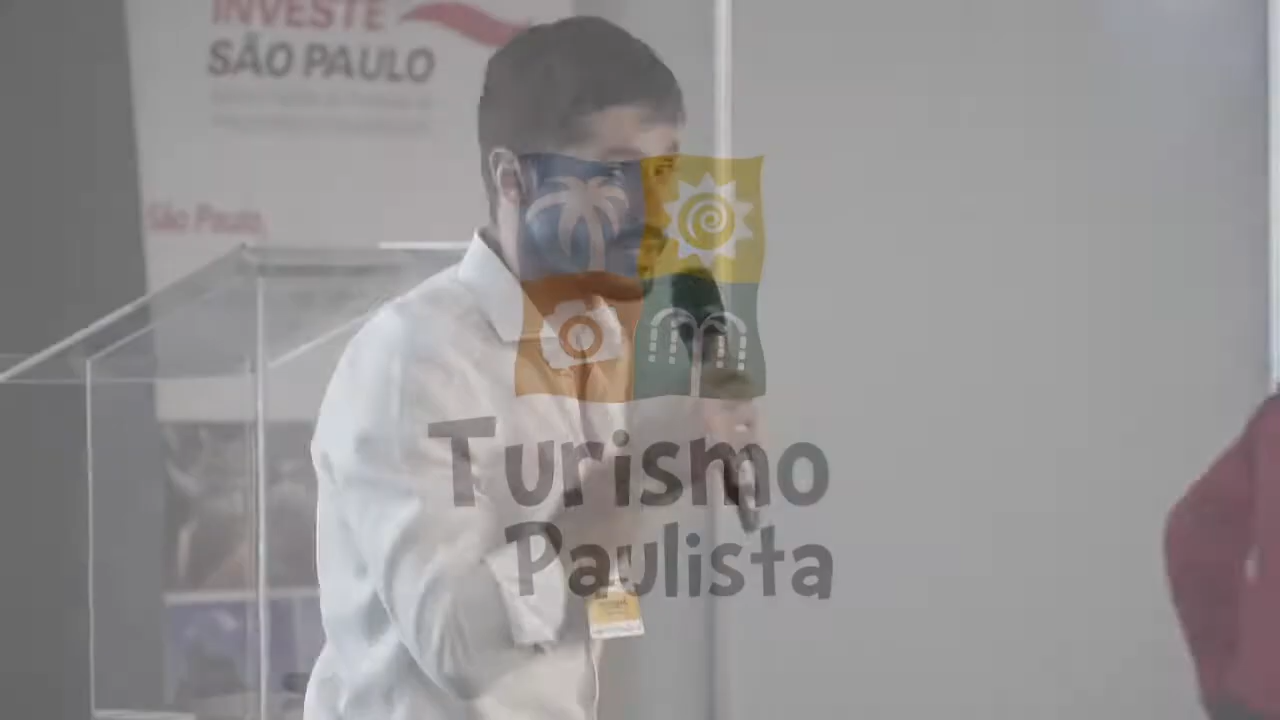 INVESTE
SÃO PAULO
São Paulo.
Turismo
Paulista